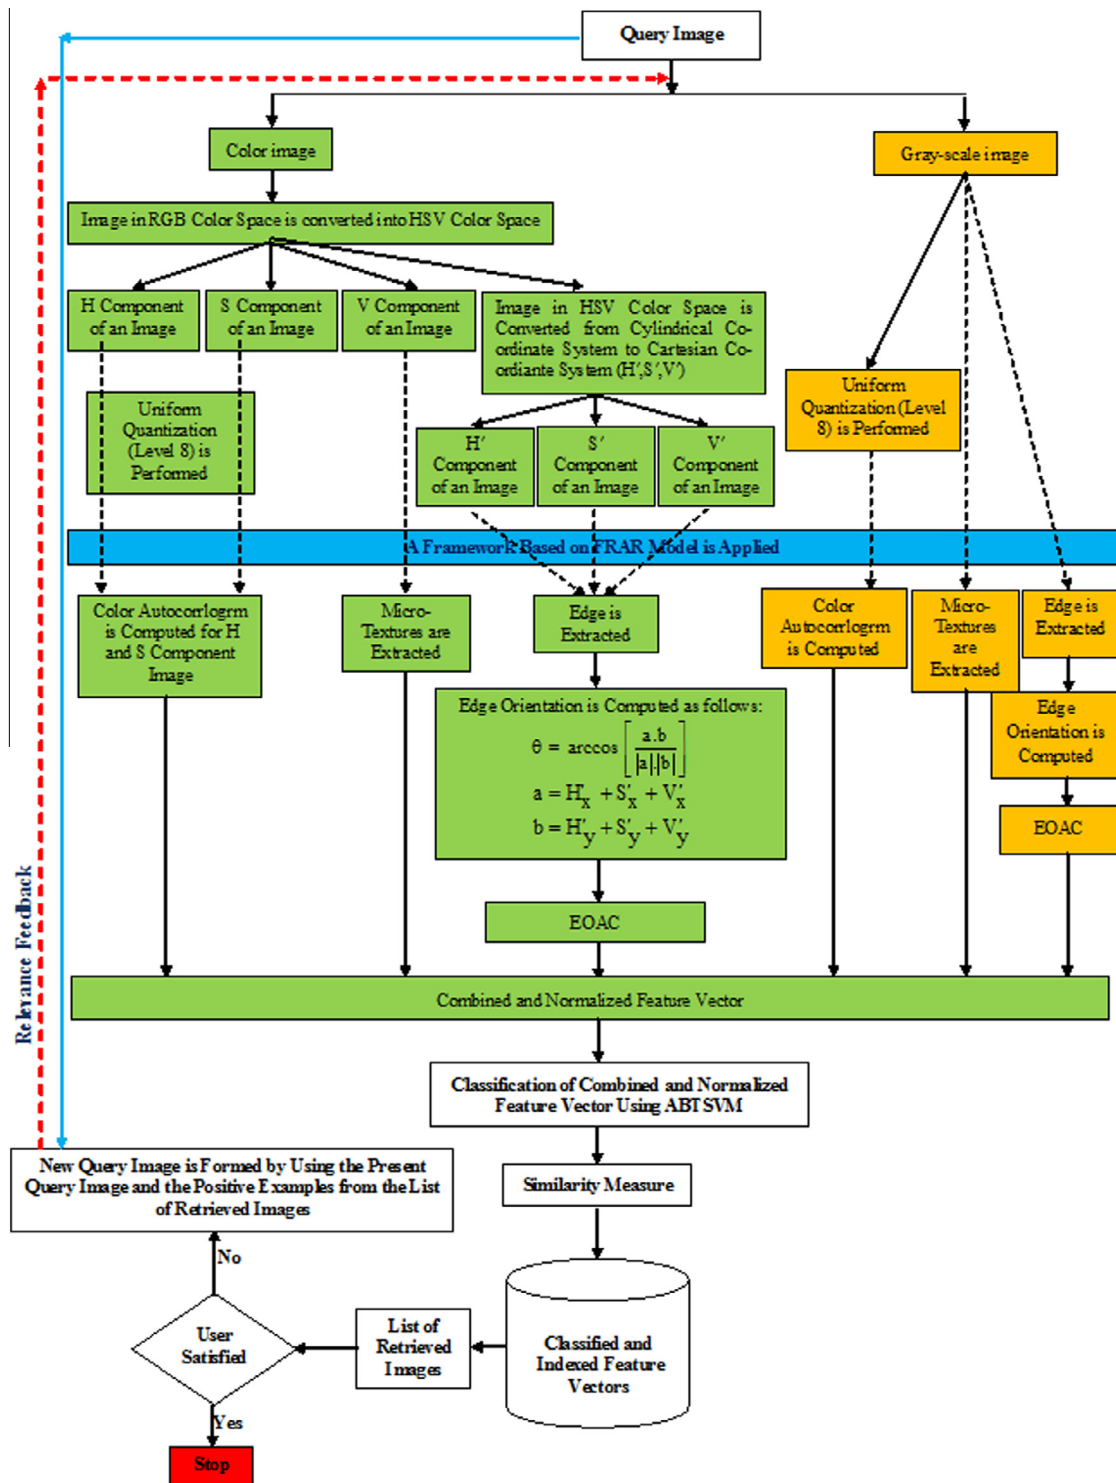 Query Image
Color image
Gray-scale image
Image in RGB Color Space is converted into HSV Color Space
H Component
of an Image
S Component
of an Image
V Component
of an Image
Image in HSV Color Space is
Converted from Cylindrical Co-
ordinate System to Cartesian Co-
ordiante System (H′,S′,V′)
Uniform
Quantization (Level
8) is Performed
Uniform
Quantization
(Level 8) is
Performed
H′
Component
of an Image
S′
Component
of an Image
V′
Component
of an Image
A Framework Based on FRAR Model is Applied
Color Autocorrlogrm
is Computed for H
and S Component
Image
Micro-
Textures are
Extracted
Edge is
Extracted
Color
Autocorrlogrm
is Computed
Micro-
Textures
are
Extracted
Edge is
Extracted
Edge Orientation is Computed as follows:
θ = arccos [ a.b / |a|.|b| ]
a = H′x + S′x + V′x
b = H′y + S′y + V′y
Edge
Orientation is
Computed
EOAC
EOAC
Relevance Feedback
Combined and Normalized Feature Vector
Classification of Combined and Normalized
Feature Vector Using ABTSVM
Similarity Measure
New Query Image is Formed by Using the Present
Query Image and the Positive Examples from the List
of Retrieved Images
No
User
Satisfied
List of
Retrieved
Images
Classified and
Indexed Feature
Vectors
Yes
Stop